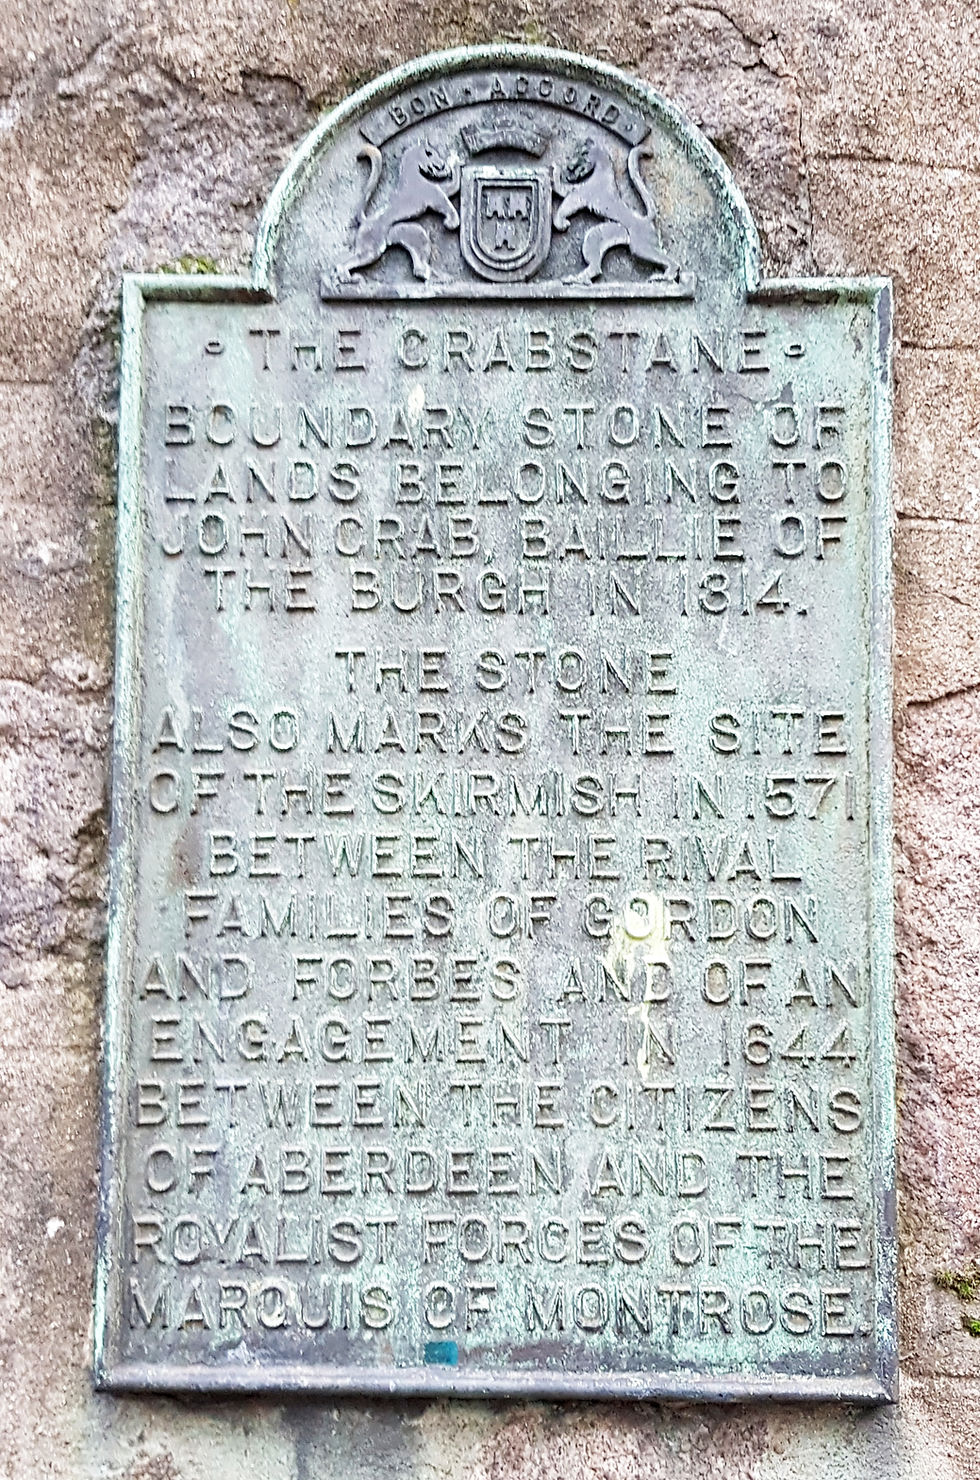 BON · ACCORD ·
· THE CRABSTANE ·
BOUNDARY STONE OF
LANDS BELONGING TO
JOHN CRAB, BAILLIE OF
THE BURGH IN 1314.
THE STONE
ALSO MARKS THE SITE
OF THE SKIRMISH IN 1571
BETWEEN THE RIVAL
FAMILIES OF GORDON
AND FORBES AND OF AN
ENGAGEMENT IN 1644
BETWEEN THE CITIZENS
OF ABERDEEN AND THE
ROYALIST FORCES OF THE
MARQUIS OF MONTROSE.